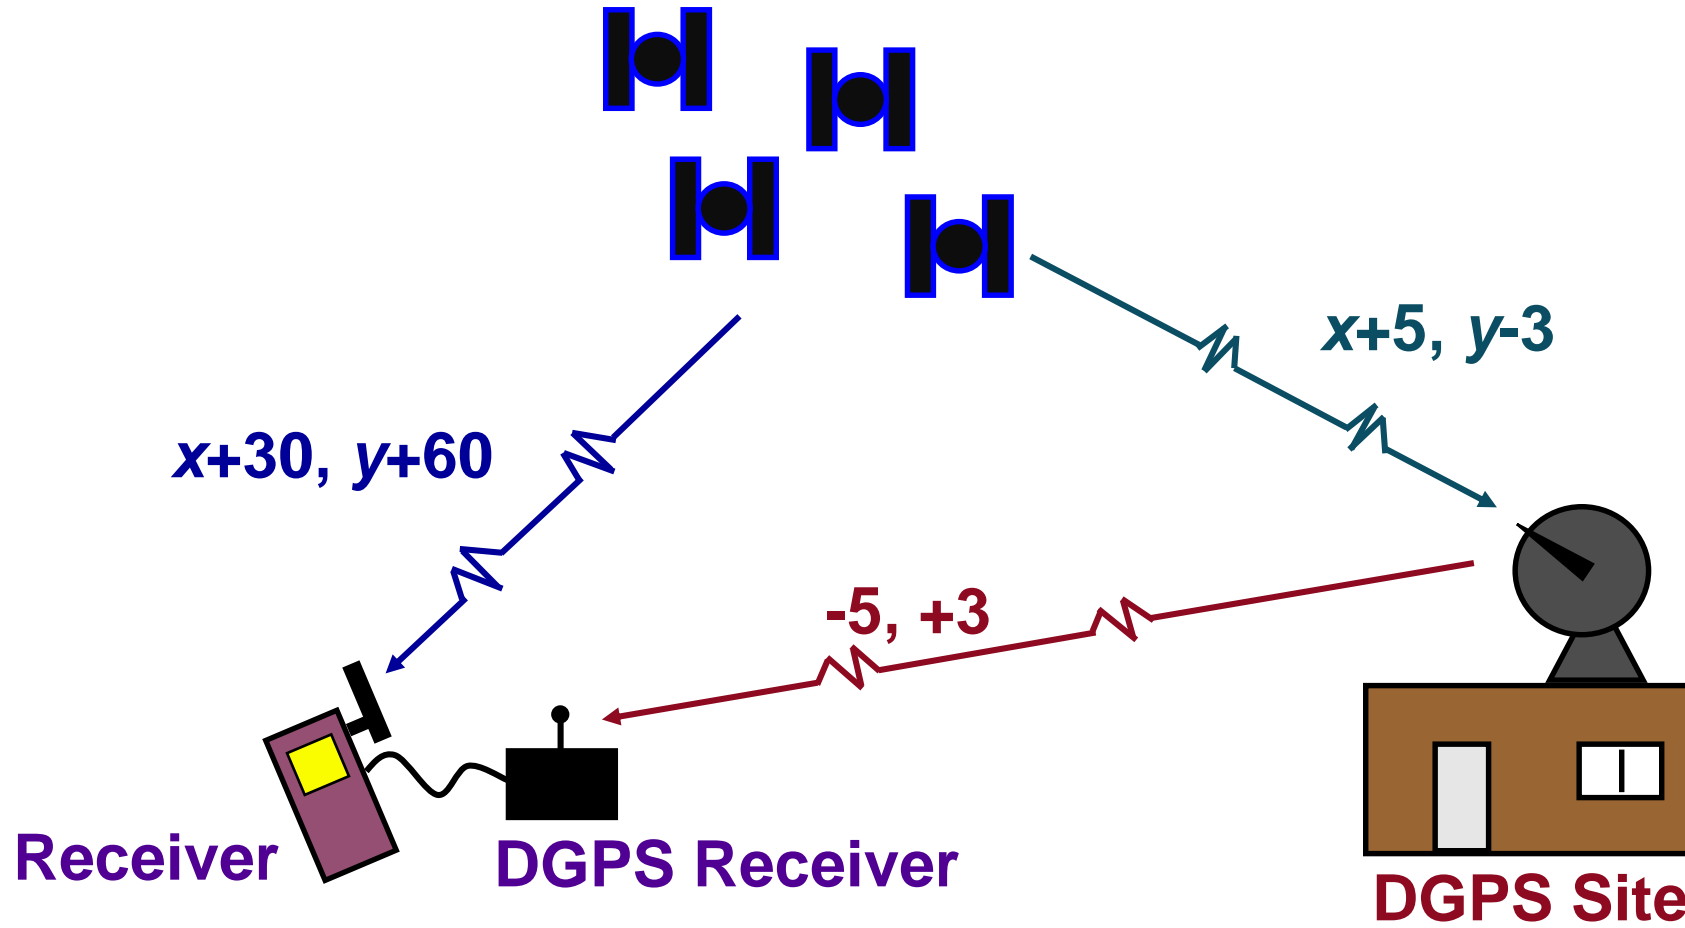 x+5, y-3
x+30, y+60
-5, +3
Receiver
DGPS Receiver
DGPS Site